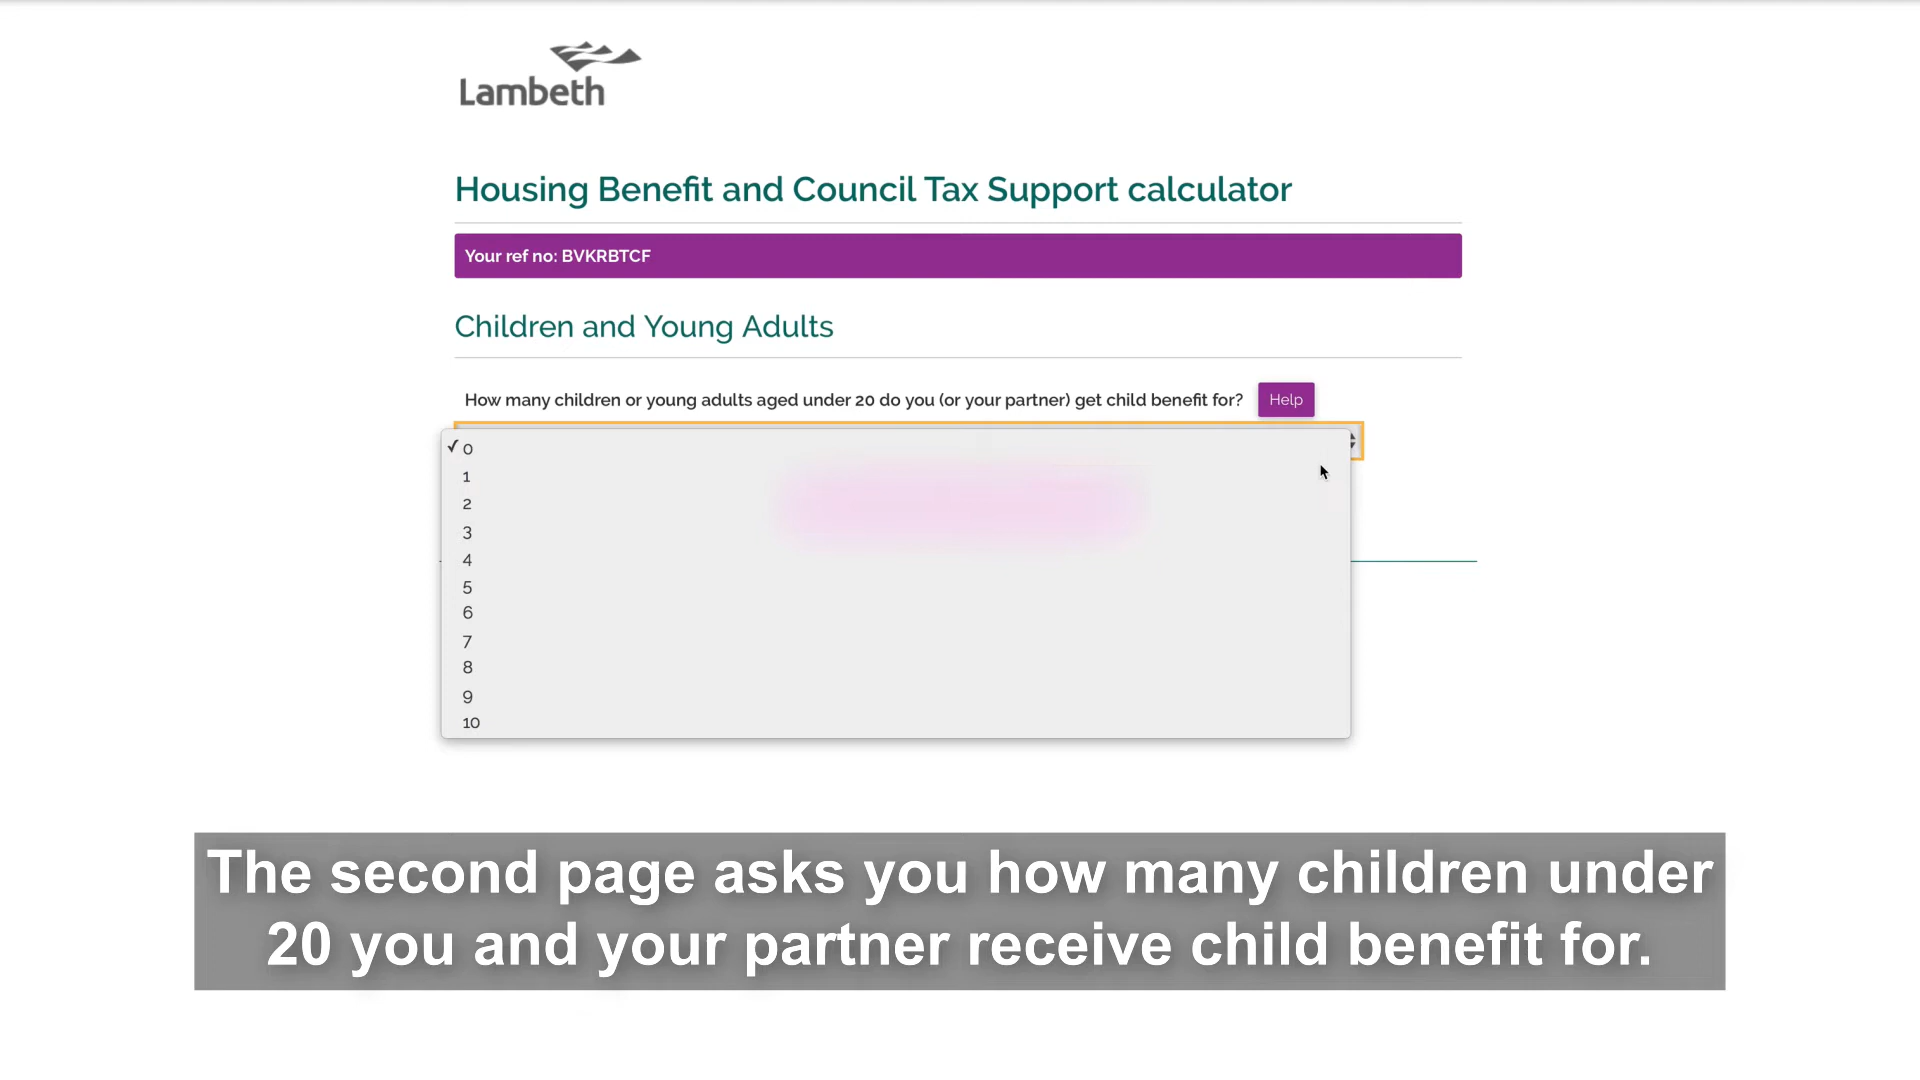 Lambeth
Housing Benefit and Council Tax Support calculator
Your ref no: BVKRBTCF
Children and Young Adults
How many children or young adults aged under 20 do you (or your partner) get child benefit for?
Help
✓ 0
1
2
3
4
5
6
7
8
9
10
The second page asks you how many children under
20 you and your partner receive child benefit for.